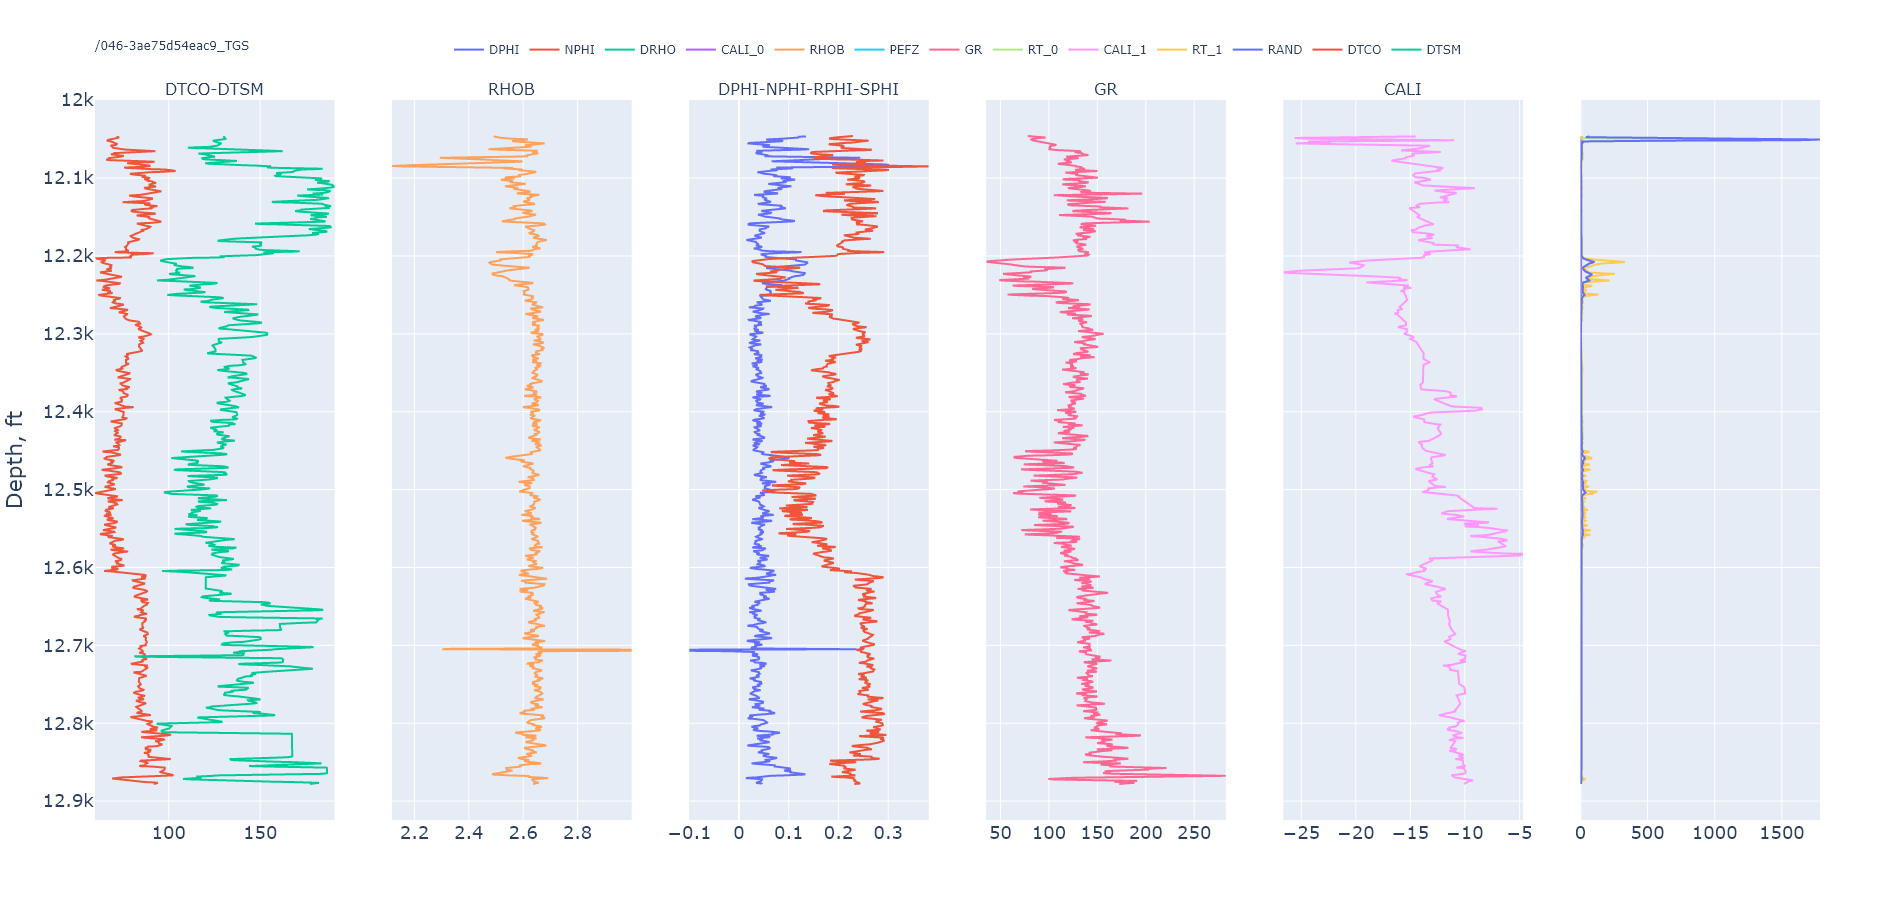 /046-3ae75d54eac9_TGS
DPHI NPHI DRHO CALI_0 RHOB PEFZ GR RT_0 CALI_1 RT_1 RAND DTCO DTSM
DTCO-DTSM RHOB DPHI-NPHI-RPHI-SPHI GR CALI
Depth, ft
12k
12.1k
12.2k
12.3k
12.4k
12.5k
12.6k
12.7k
12.8k
12.9k
100 150 2.2 2.4 2.6 2.8 −0.1 0 0.1 0.2 0.3 50 100 150 200 250 −25 −20 −15 −10 −5 0 500 1000 1500